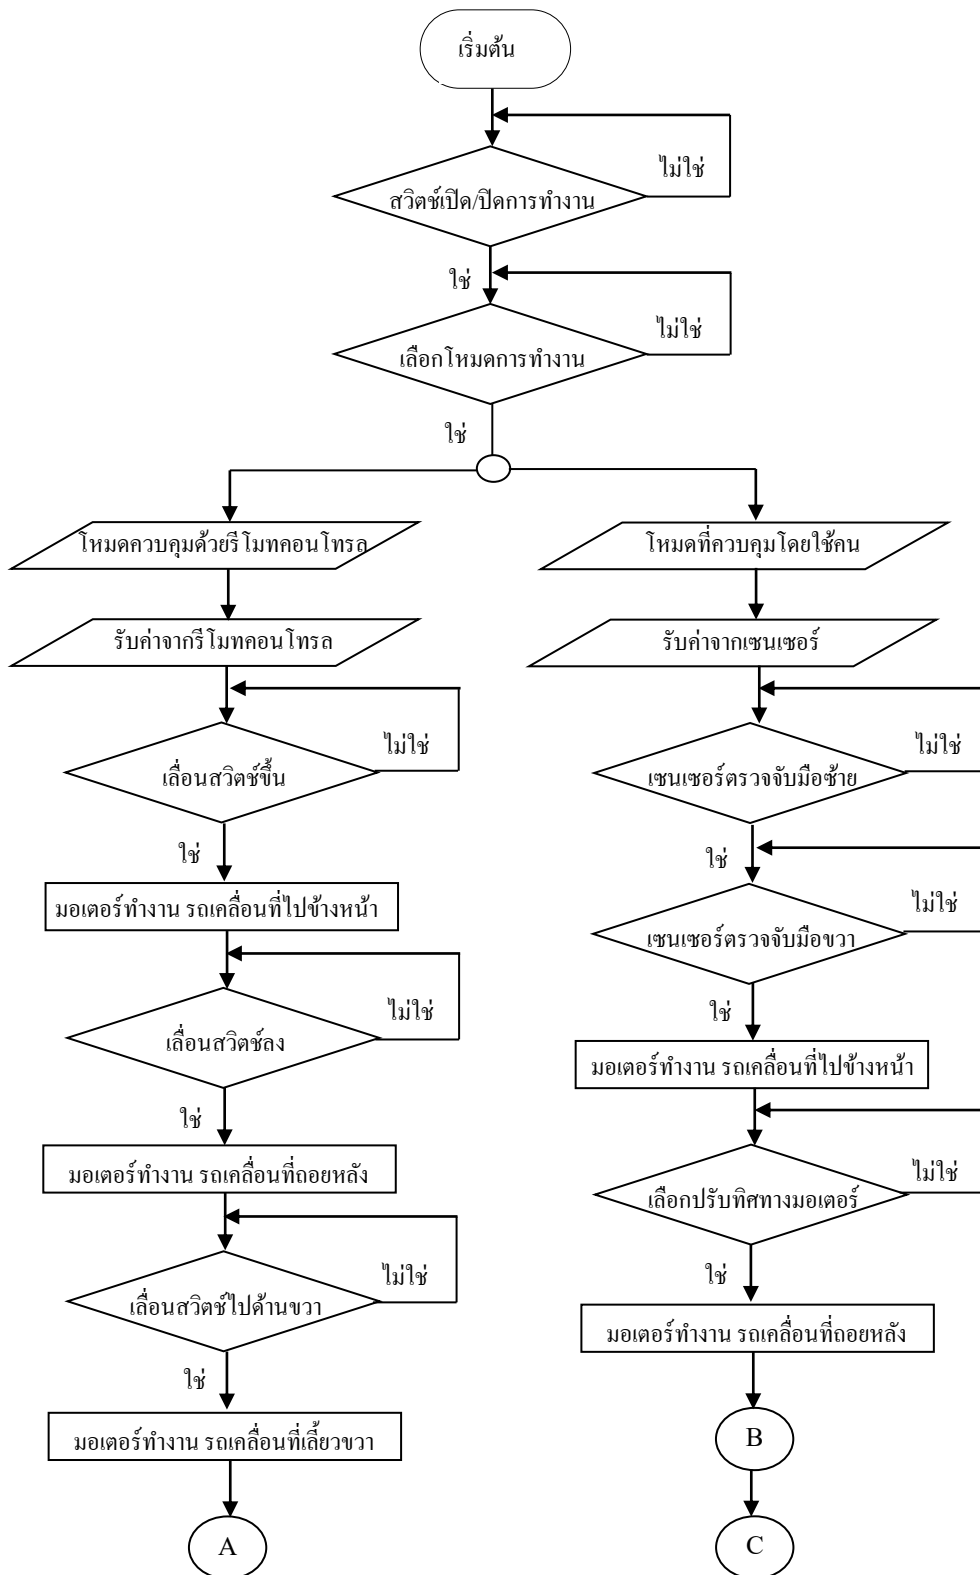 เริ่มต้น
ไม่ใช่
สวิตช์เปิด/ปิดการทำงาน
ใช่
ไม่ใช่
เลือกโหมดการทำงาน
ใช่
โหมดควบคุมด้วยรีโมทคอนโทรล
รับค่าจากรีโมทคอนโทรล
ไม่ใช่
เลื่อนสวิตช์ขึ้น
ใช่
มอเตอร์ทำงาน รถเคลื่อนที่ไปข้างหน้า
ไม่ใช่
เลื่อนสวิตช์ลง
ใช่
มอเตอร์ทำงาน รถเคลื่อนที่ถอยหลัง
ไม่ใช่
เลื่อนสวิตช์ไปด้านขวา
ใช่
มอเตอร์ทำงาน รถเคลื่อนที่เลี้ยวขวา
A
โหมดที่ควบคุมโดยใช้คน
รับค่าจากเซนเซอร์
ไม่ใช่
เซนเซอร์ตรวจจับมือซ้าย
ใช่
ไม่ใช่
เซนเซอร์ตรวจจับมือขวา
ใช่
มอเตอร์ทำงาน รถเคลื่อนที่ไปข้างหน้า
ไม่ใช่
เลือกปรับทิศทางมอเตอร์
ใช่
มอเตอร์ทำงาน รถเคลื่อนที่ถอยหลัง
B
C